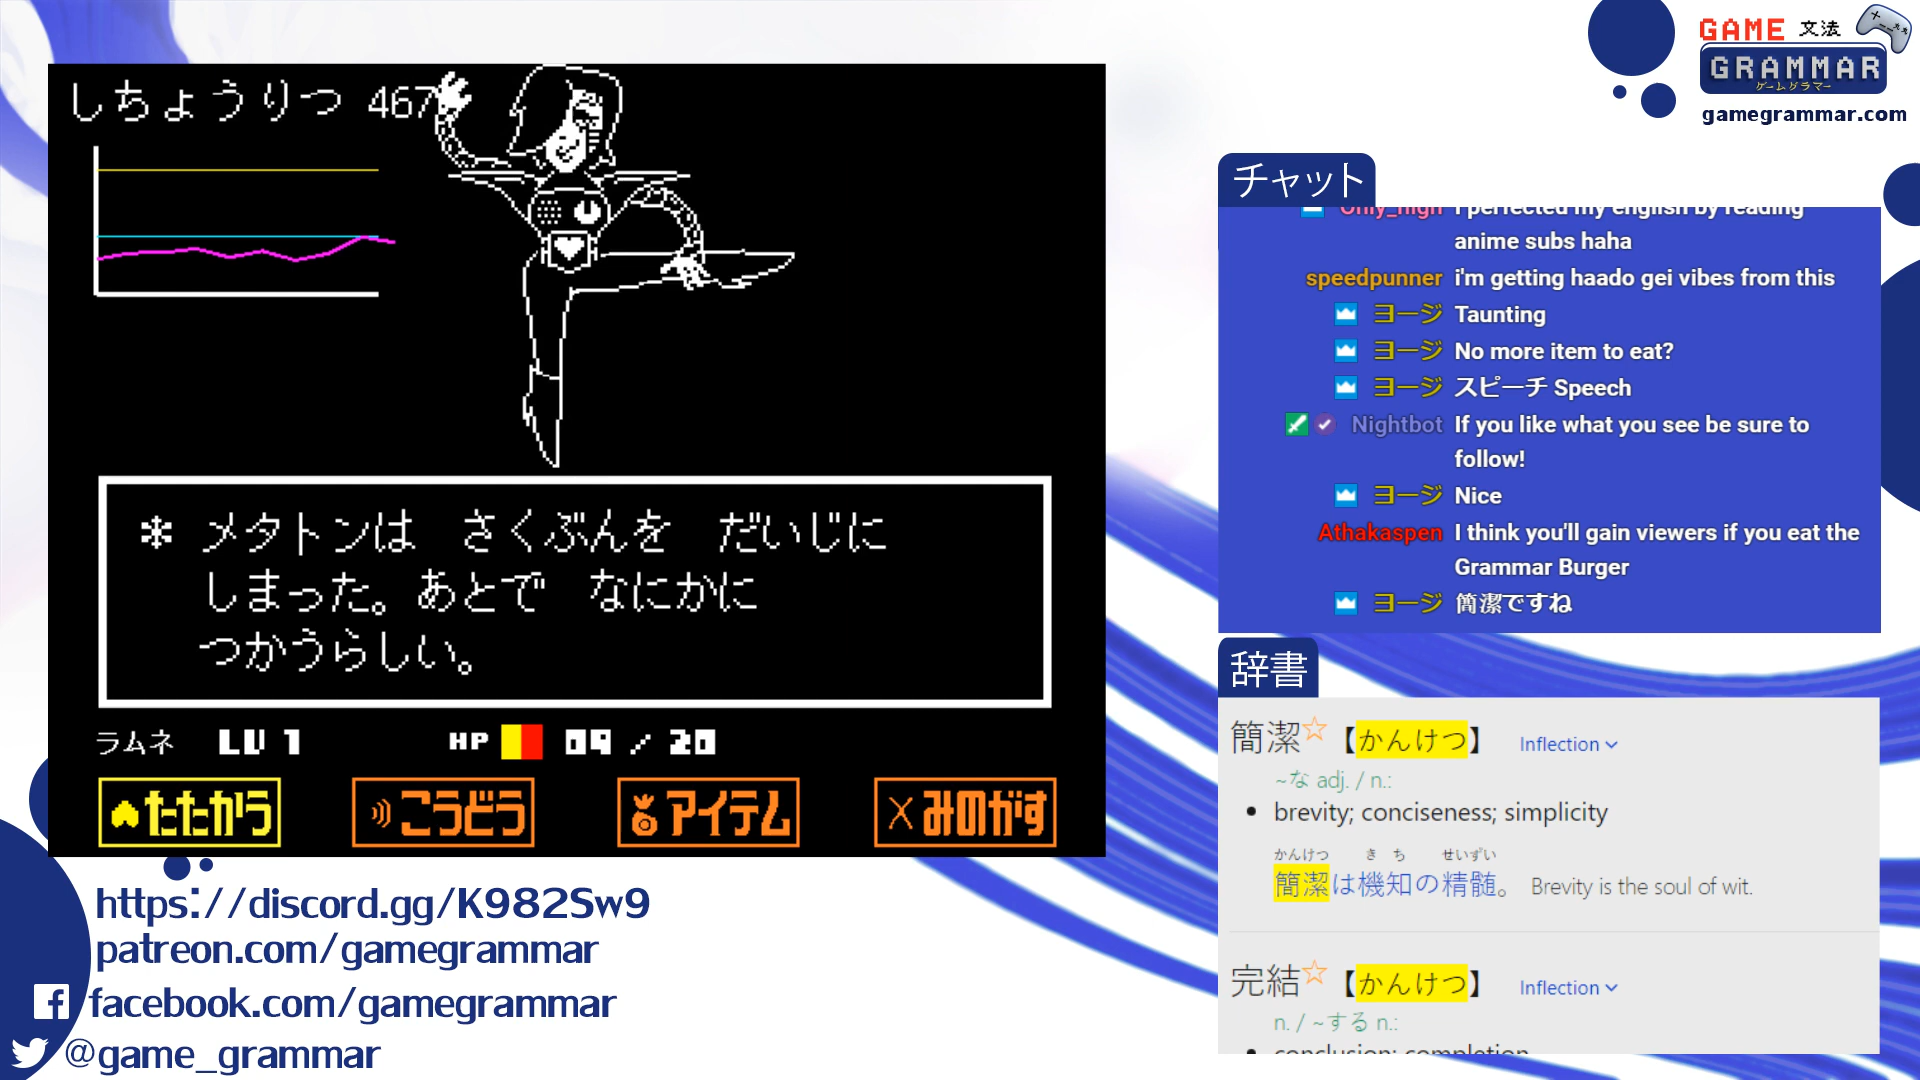 しちょうりつ 467
* メタトンは さくぶんを だいじに
しまった。あとで なにかに
つかうらしい。
ラムネ LV 1 HP 09 / 20
たたかう こうどう アイテム みのがす
https://discord.gg/K982Sw9
patreon.com/gamegrammar
facebook.com/gamegrammar
@game_grammar
GAME 文法
GRAMMAR
ゲームグラマー
gamegrammar.com
チャット
Only_high I perfected my english by reading
anime subs haha
speedpunner i'm getting haado gei vibes from this
ヨージ Taunting
ヨージ No more item to eat?
ヨージ スピーチ Speech
Nightbot If you like what you see be sure to
follow!
ヨージ Nice
Athakaspen I think you'll gain viewers if you eat the
Grammar Burger
ヨージ 簡潔ですね
辞書
簡潔☆【かんけつ】 Inflection
~な adj. / n.:
• brevity; conciseness; simplicity
かんけつ きち せいずい
簡潔は機知の精髄。 Brevity is the soul of wit.
完結☆【かんけつ】 Inflection
n. / ~する n.:
• conclusion; completion